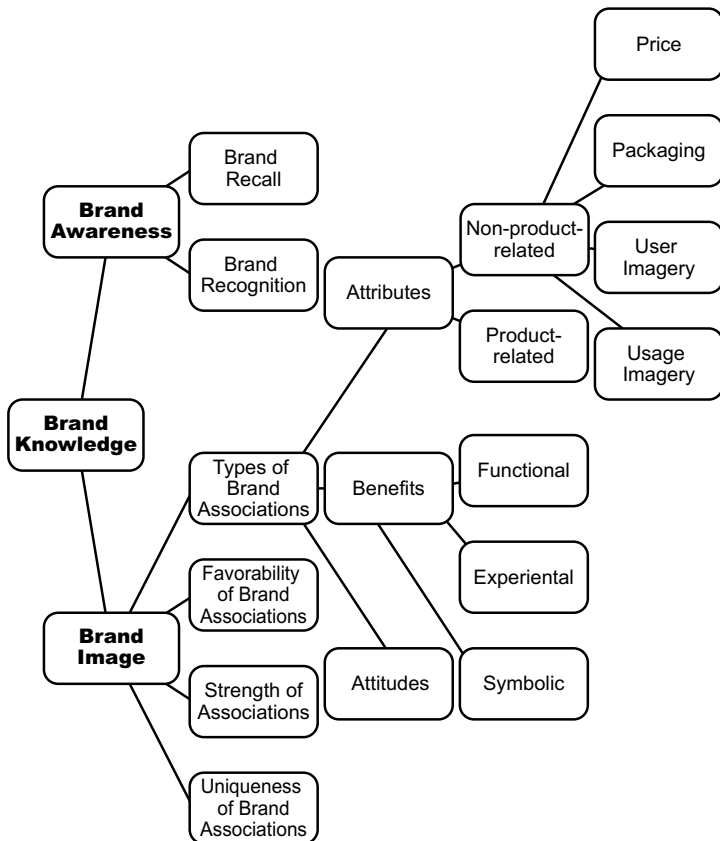 Price
Packaging
Brand
Recall
Brand
Awareness
Non-product-
related
User
Imagery
Brand
Recognition
Attributes
Product-
related
Usage
Imagery
Brand
Knowledge
Types of
Brand
Associations
Benefits
Functional
Favorability
of Brand
Associations
Experiental
Brand
Image
Strength of
Associations
Attitudes
Symbolic
Uniqueness
of Brand
Associations